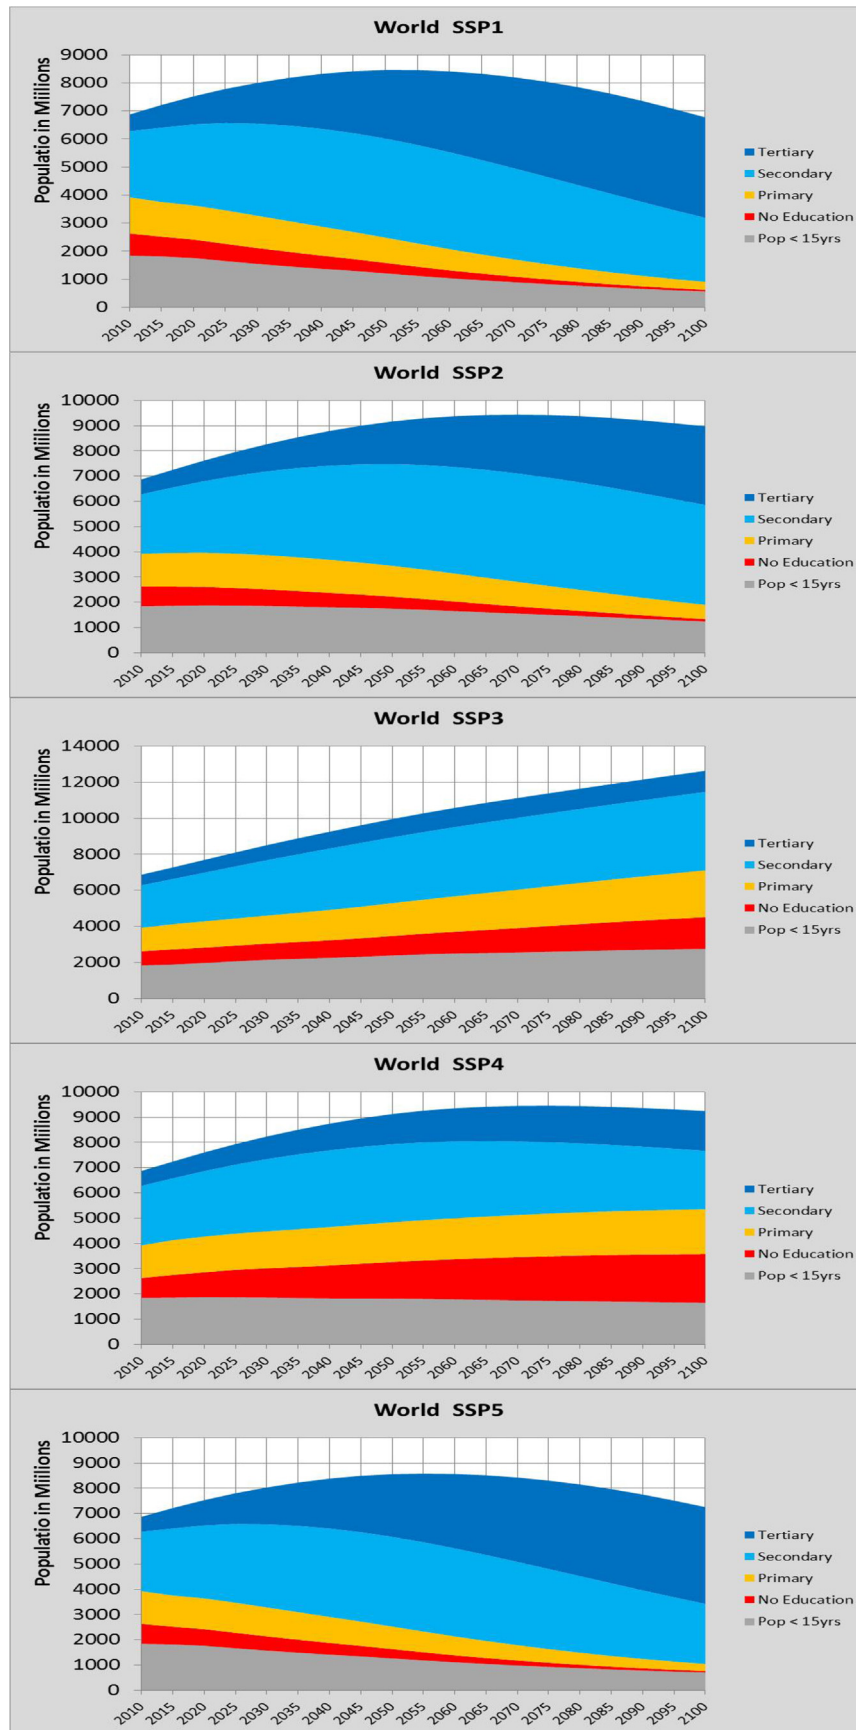 World SSP1
Populatio in Miillions
9000
8000
7000
6000
5000
4000
3000
2000
1000
0
2010 2015 2020 2025 2030 2035 2040 2045 2050 2055 2060 2065 2070 2075 2080 2085 2090 2095 2100
Tertiary
Secondary
Primary
No Education
Pop < 15yrs
World SSP2
Populatio in Miillions
10000
9000
8000
7000
6000
5000
4000
3000
2000
1000
0
2010 2015 2020 2025 2030 2035 2040 2045 2050 2055 2060 2065 2070 2075 2080 2085 2090 2095 2100
Tertiary
Secondary
Primary
No Education
Pop < 15yrs
World SSP3
Populatio in Miillions
14000
12000
10000
8000
6000
4000
2000
0
2010 2015 2020 2025 2030 2035 2040 2045 2050 2055 2060 2065 2070 2075 2080 2085 2090 2095 2100
Tertiary
Secondary
Primary
No Education
Pop < 15yrs
World SSP4
Populatio in Miillions
10000
9000
8000
7000
6000
5000
4000
3000
2000
1000
0
2010 2015 2020 2025 2030 2035 2040 2045 2050 2055 2060 2065 2070 2075 2080 2085 2090 2095 2100
Tertiary
Secondary
Primary
No Education
Pop < 15yrs
World SSP5
Populatio in Miillions
10000
9000
8000
7000
6000
5000
4000
3000
2000
1000
0
2010 2015 2020 2025 2030 2035 2040 2045 2050 2055 2060 2065 2070 2075 2080 2085 2090 2095 2100
Tertiary
Secondary
Primary
No Education
Pop < 15yrs